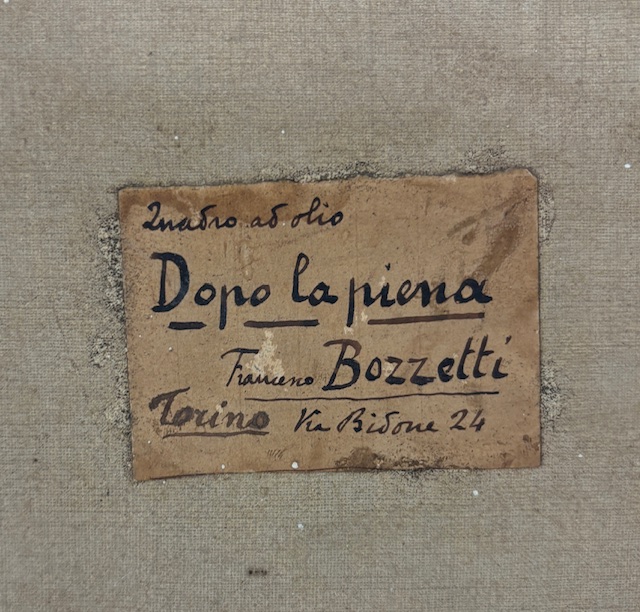 Quadro ad olio
Dopo la piena
Francesco Bozzetti
Torino Via Bidone 24